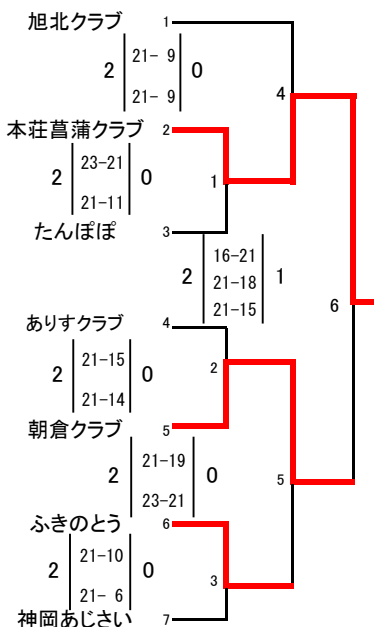 旭北クラブ 1
2 21- 9 0
21- 9
4
本荘菖蒲クラブ 2
2 23-21 0
21-11
1
たんぽぽ 3
2 16-21 1
21-18
21-15
6
ありすクラブ 4
2 21-15 0
21-14
2
朝倉クラブ 5
2 21-19 0
23-21
5
ふきのとう 6
2 21-10 0
21- 6
3
神岡あじさい 7